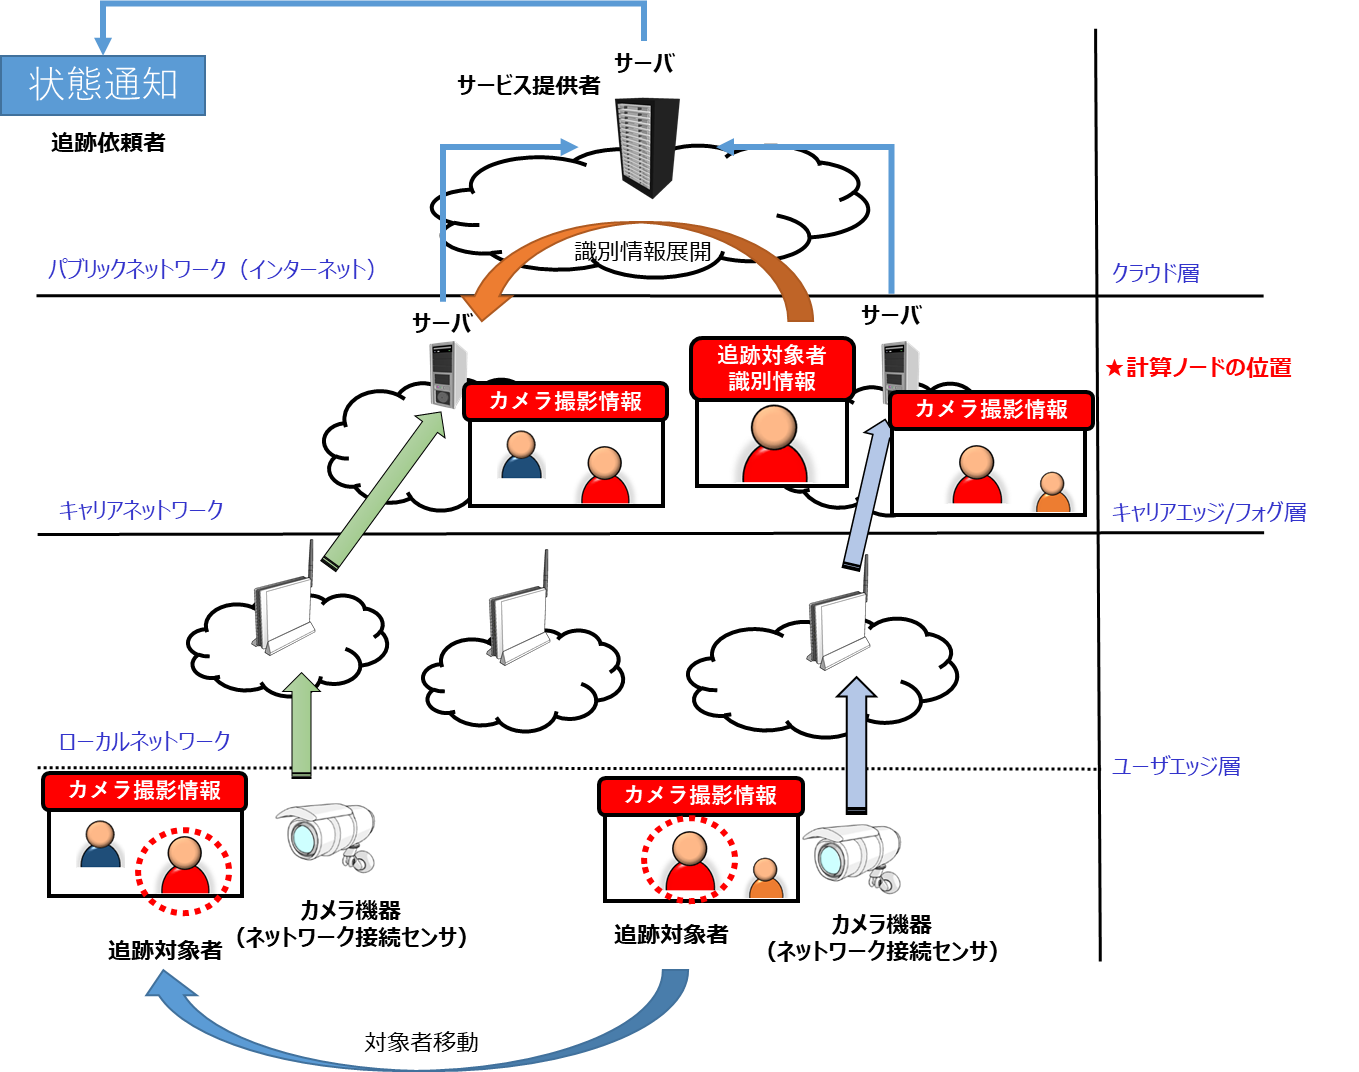 サーバ
サービス提供者
状態通知
追跡依頼者
識別情報展開
パブリックネットワーク（インターネット）
クラウド層
サーバ
サーバ
追跡対象者
識別情報
★計算ノードの位置
カメラ撮影情報
カメラ撮影情報
キャリアネットワーク
キャリアエッジ/フォグ層
ローカルネットワーク
ユーザエッジ層
カメラ撮影情報
カメラ撮影情報
カメラ機器
（ネットワーク接続センサ）
追跡対象者
追跡対象者
カメラ機器
（ネットワーク接続センサ）
対象者移動